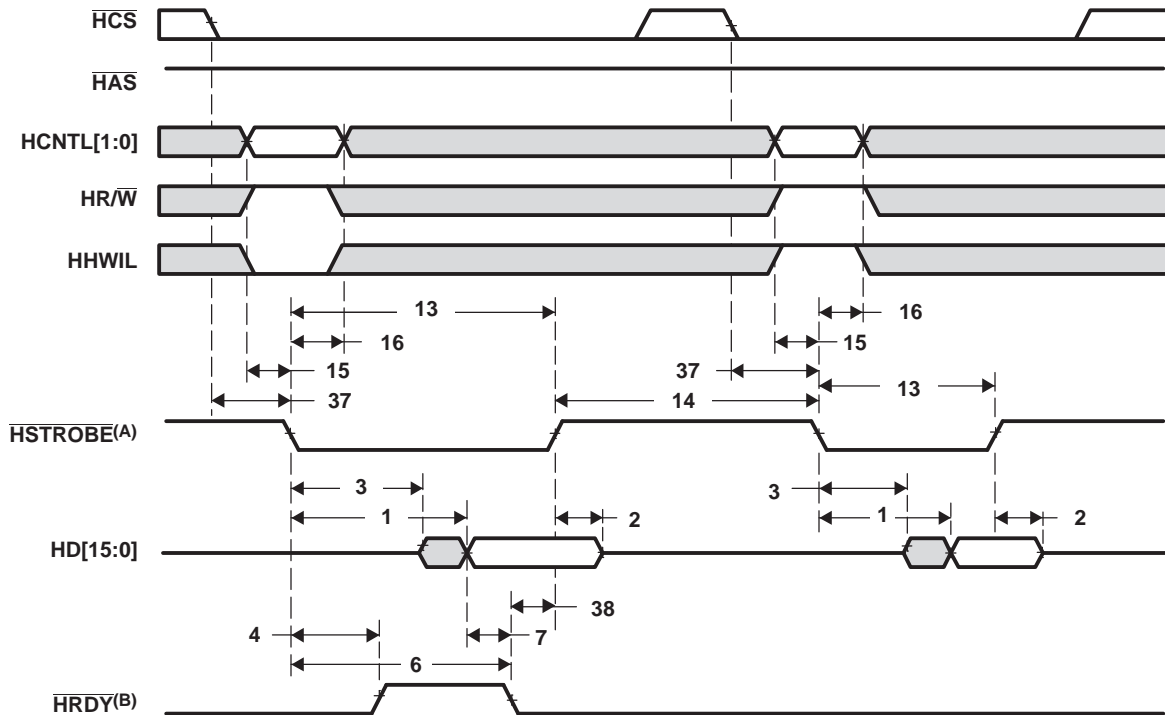 HCS
HAS
HCNTL[1:0]
HR/W
HHWIL
13
16
16
15
15
37
37
13
14
HSTROBE(A)
3
3
1
1
2
2
HD[15:0]
38
4
7
6
HRDY(B)